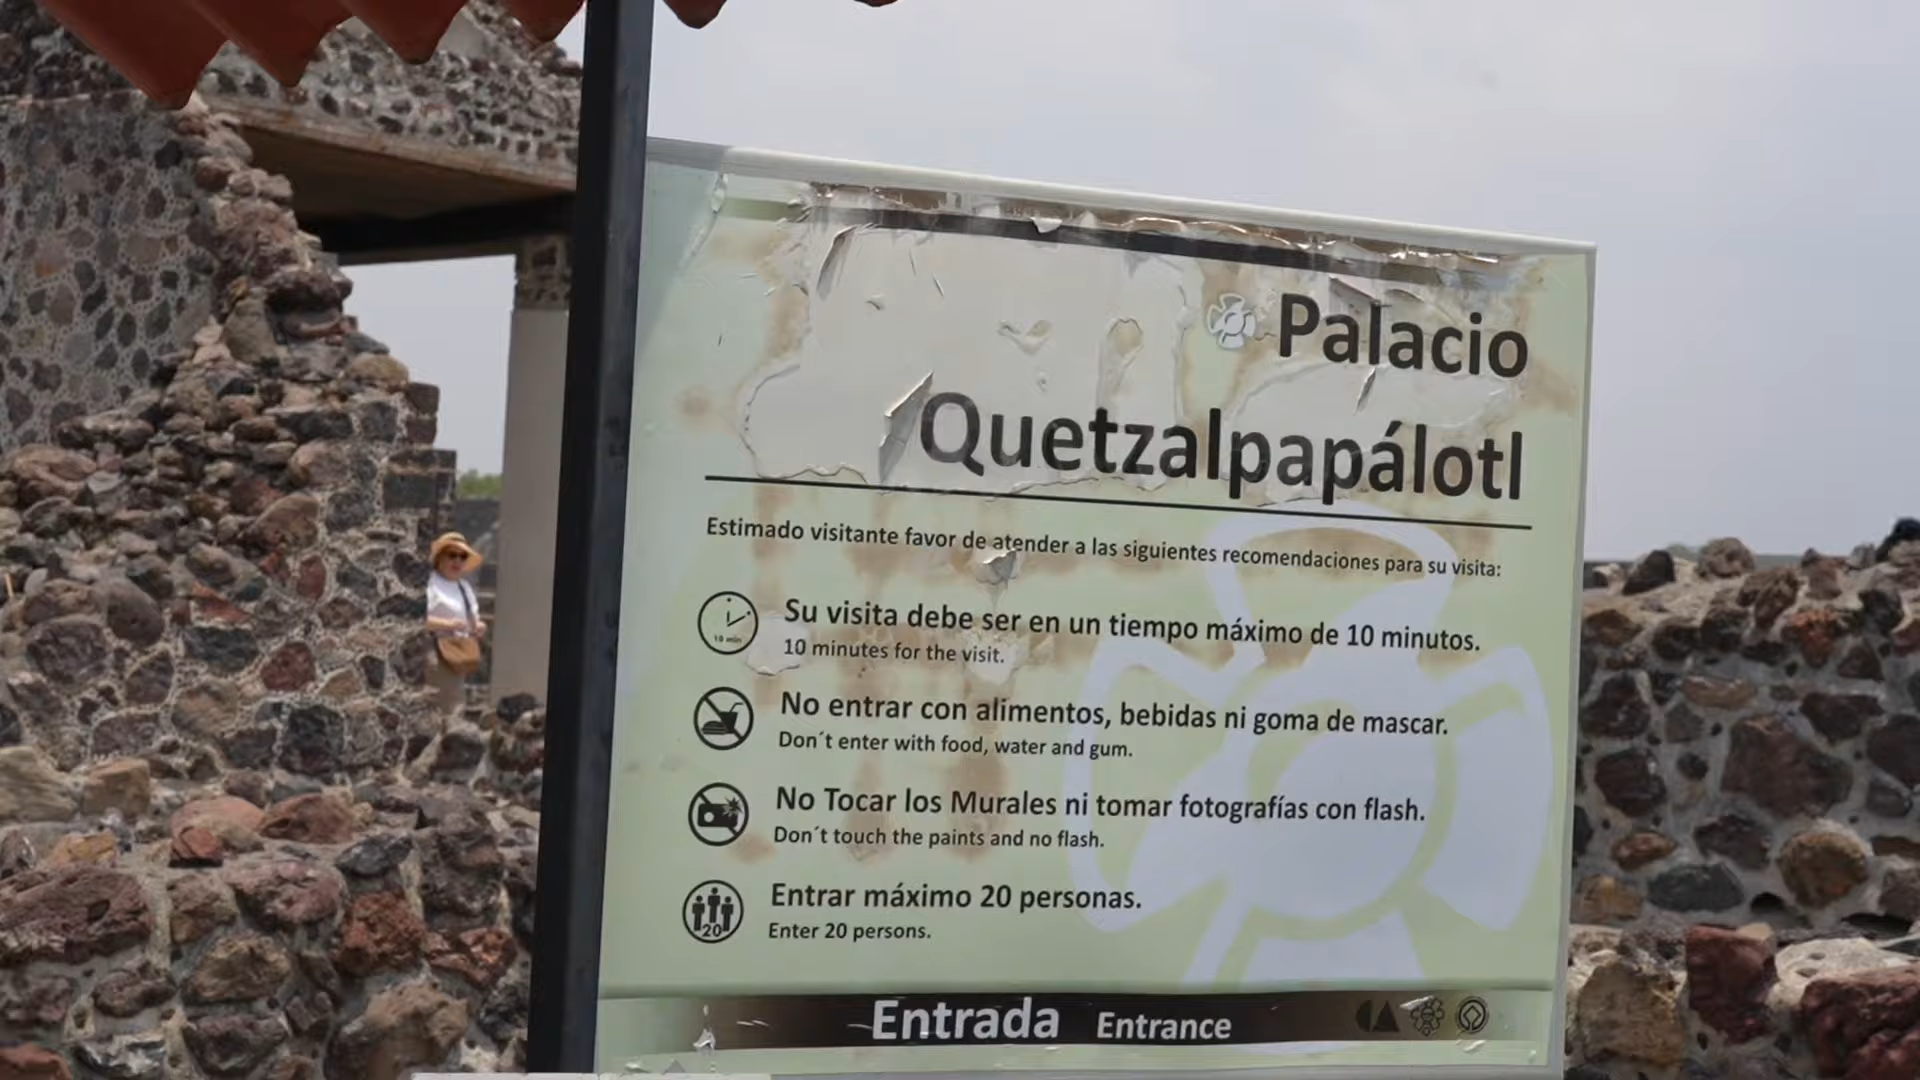 Palacio
Quetzalpapálotl
Estimado visitante favor de atender a las siguientes recomendaciones para su visita:
Su visita debe ser en un tiempo máximo de 10 minutos.
10 min
10 minutes for the visit.
No entrar con alimentos, bebidas ni goma de mascar.
Don´t enter with food, water and gum.
No Tocar los Murales ni tomar fotografías con flash.
Don´t touch the paints and no flash.
Entrar máximo 20 personas.
20
Enter 20 persons.
Entrada Entrance